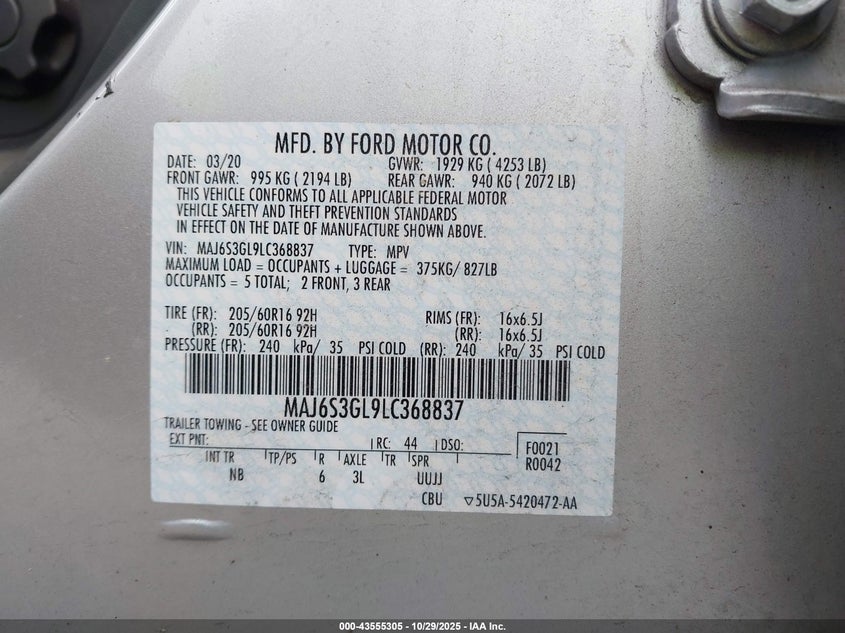 MFD. BY FORD MOTOR CO.
DATE: 03/20 GVWR: 1929 KG ( 4253 LB)
FRONT GAWR: 995 KG ( 2194 LB) REAR GAWR: 940 KG ( 2072 LB)
THIS VEHICLE CONFORMS TO ALL APPLICABLE FEDERAL MOTOR
VEHICLE SAFETY AND THEFT PREVENTION STANDARDS
IN EFFECT ON THE DATE OF MANUFACTURE SHOWN ABOVE.
VIN: MAJ6S3GL9LC368837 TYPE: MPV
MAXIMUM LOAD = OCCUPANTS + LUGGAGE = 375KG/ 827LB
OCCUPANTS = 5 TOTAL; 2 FRONT, 3 REAR
TIRE (FR): 205/60R16 92H RIMS (FR): 16x6.5J
(RR): 205/60R16 92H (RR): 16x6.5J
PRESSURE (FR): 240 kPa/ 35 PSI COLD (RR): 240 kPa/ 35 PSI COLD
MAJ6S3GL9LC368837
TRAILER TOWING - SEE OWNER GUIDE
EXT PNT: RC: 44 DSO: F0021
INT TR TP/PS R AXLE TR SPR R0042
NB 6 3L UUJJ
CBU ▽5U5A-5420472-AA
000-43555305 - 10/29/2025 - IAA Inc.